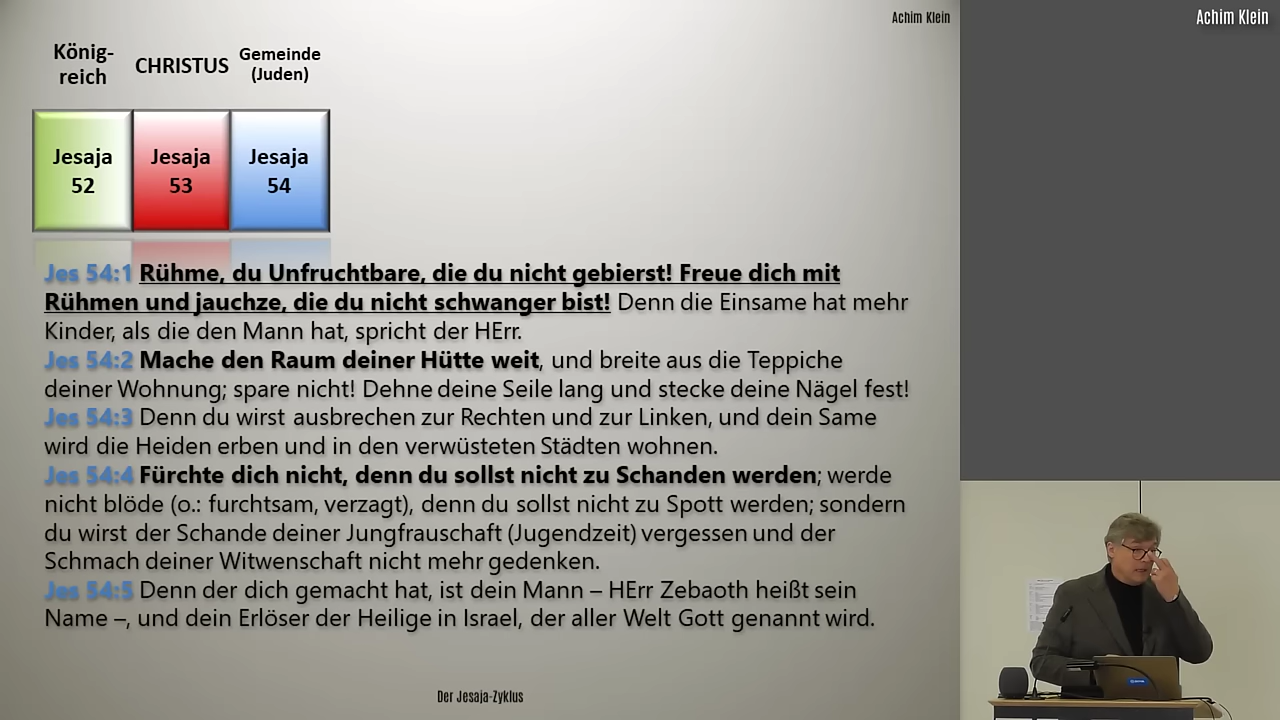 Achim Klein
Achim Klein
König-
reich
CHRISTUS
Gemeinde
(Juden)
Jesaja
52
Jesaja
53
Jesaja
54
Jes 54:1 Rühme, du Unfruchtbare, die du nicht gebierst! Freue dich mit
Rühmen und jauchze, die du nicht schwanger bist! Denn die Einsame hat mehr
Kinder, als die den Mann hat, spricht der HErr.
Jes 54:2 Mache den Raum deiner Hütte weit, und breite aus die Teppiche
deiner Wohnung; spare nicht! Dehne deine Seile lang und stecke deine Nägel fest!
Jes 54:3 Denn du wirst ausbrechen zur Rechten und zur Linken, und dein Same
wird die Heiden erben und in den verwüsteten Städten wohnen.
Jes 54:4 Fürchte dich nicht, denn du sollst nicht zu Schanden werden; werde
nicht blöde (o.: furchtsam, verzagt), denn du sollst nicht zu Spott werden; sondern
du wirst der Schande deiner Jungfrauschaft (Jugendzeit) vergessen und der
Schmach deiner Witwenschaft nicht mehr gedenken.
Jes 54:5 Denn der dich gemacht hat, ist dein Mann – HErr Zebaoth heißt sein
Name –, und dein Erlöser der Heilige in Israel, der aller Welt Gott genannt wird.
Der Jesaja-Zyklus